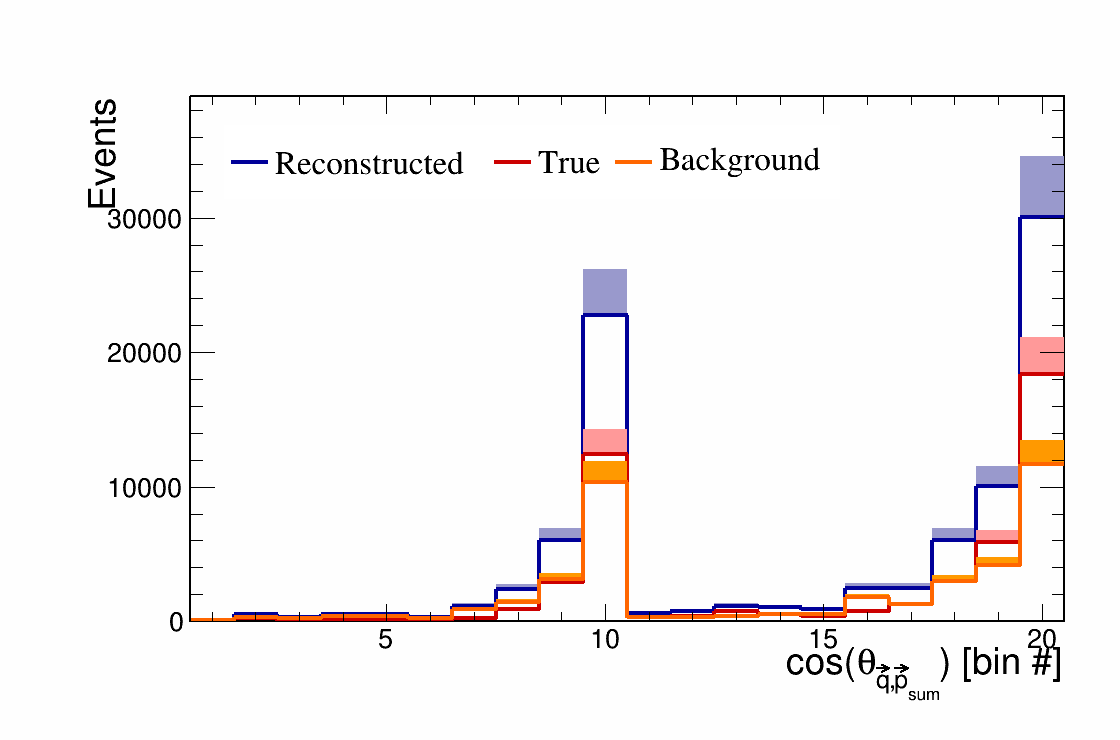 Events
Reconstructed True Background
30000
20000
10000
0
5 10 15 20
cos(θq⃗,p⃗sum) [bin #]